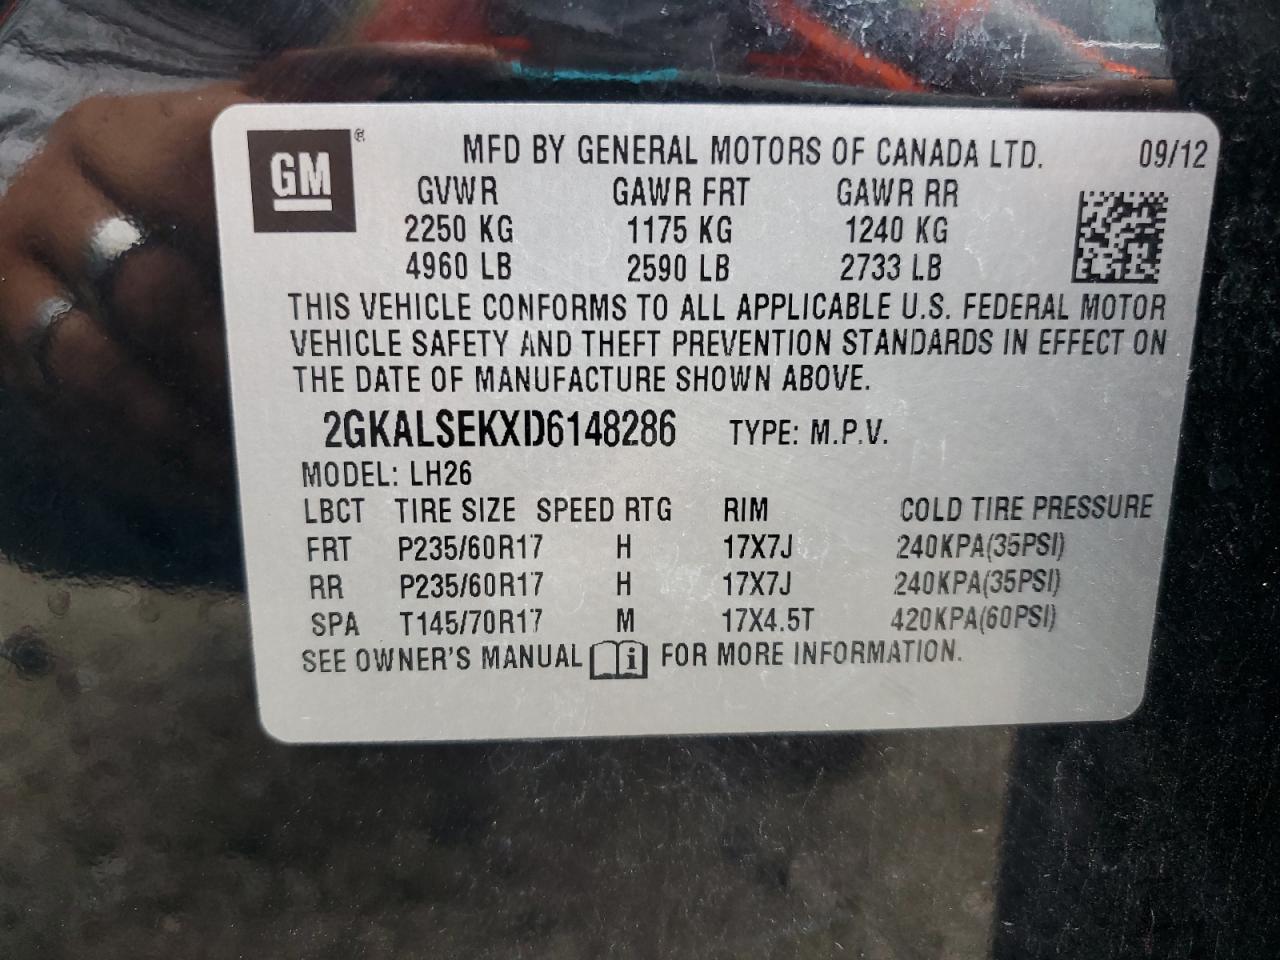 GM® MFD BY GENERAL MOTORS OF CANADA LTD. 09/12
GVWR GAWR FRT GAWR RR
2250 KG 1175 KG 1240 KG
4960 LB 2590 LB 2733 LB
THIS VEHICLE CONFORMS TO ALL APPLICABLE U.S. FEDERAL MOTOR
VEHICLE SAFETY AND THEFT PREVENTION STANDARDS IN EFFECT ON
THE DATE OF MANUFACTURE SHOWN ABOVE.
2GKALSEKXD6148286 TYPE: M.P.V.
MODEL: LH26
LBCT TIRE SIZE SPEED RTG RIM COLD TIRE PRESSURE
FRT P235/60R17 H 17X7J 240KPA(35PSI)
RR P235/60R17 H 17X7J 240KPA(35PSI)
SPA T145/70R17 M 17X4.5T 420KPA(60PSI)
SEE OWNER'S MANUAL i FOR MORE INFORMATION.